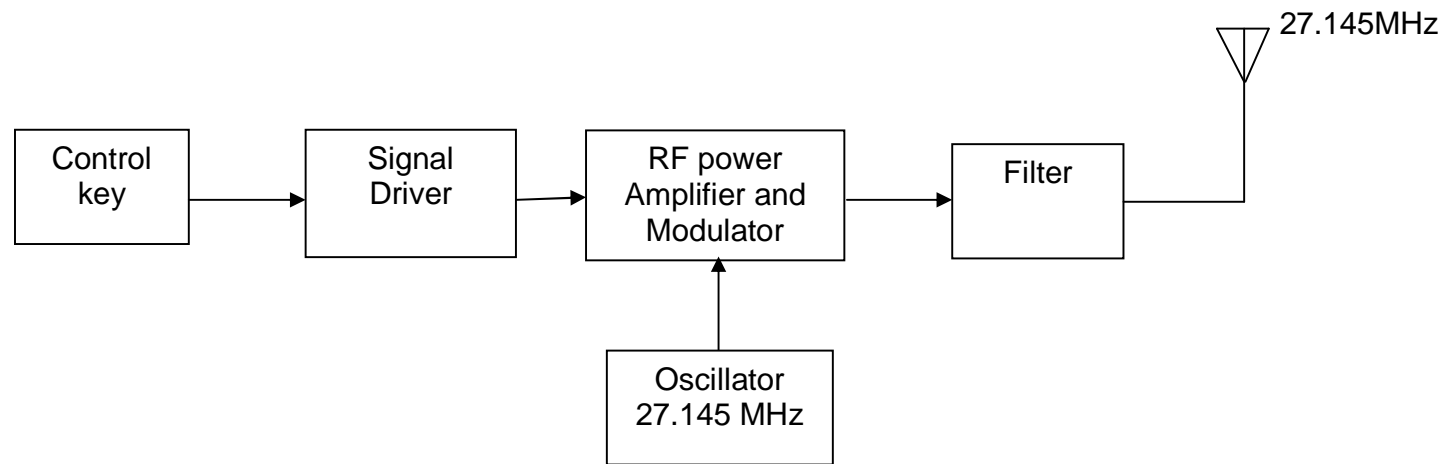 27.145MHz
Control
key
Signal
Driver
RF power
Amplifier and
Modulator
Filter
Oscillator
27.145 MHz